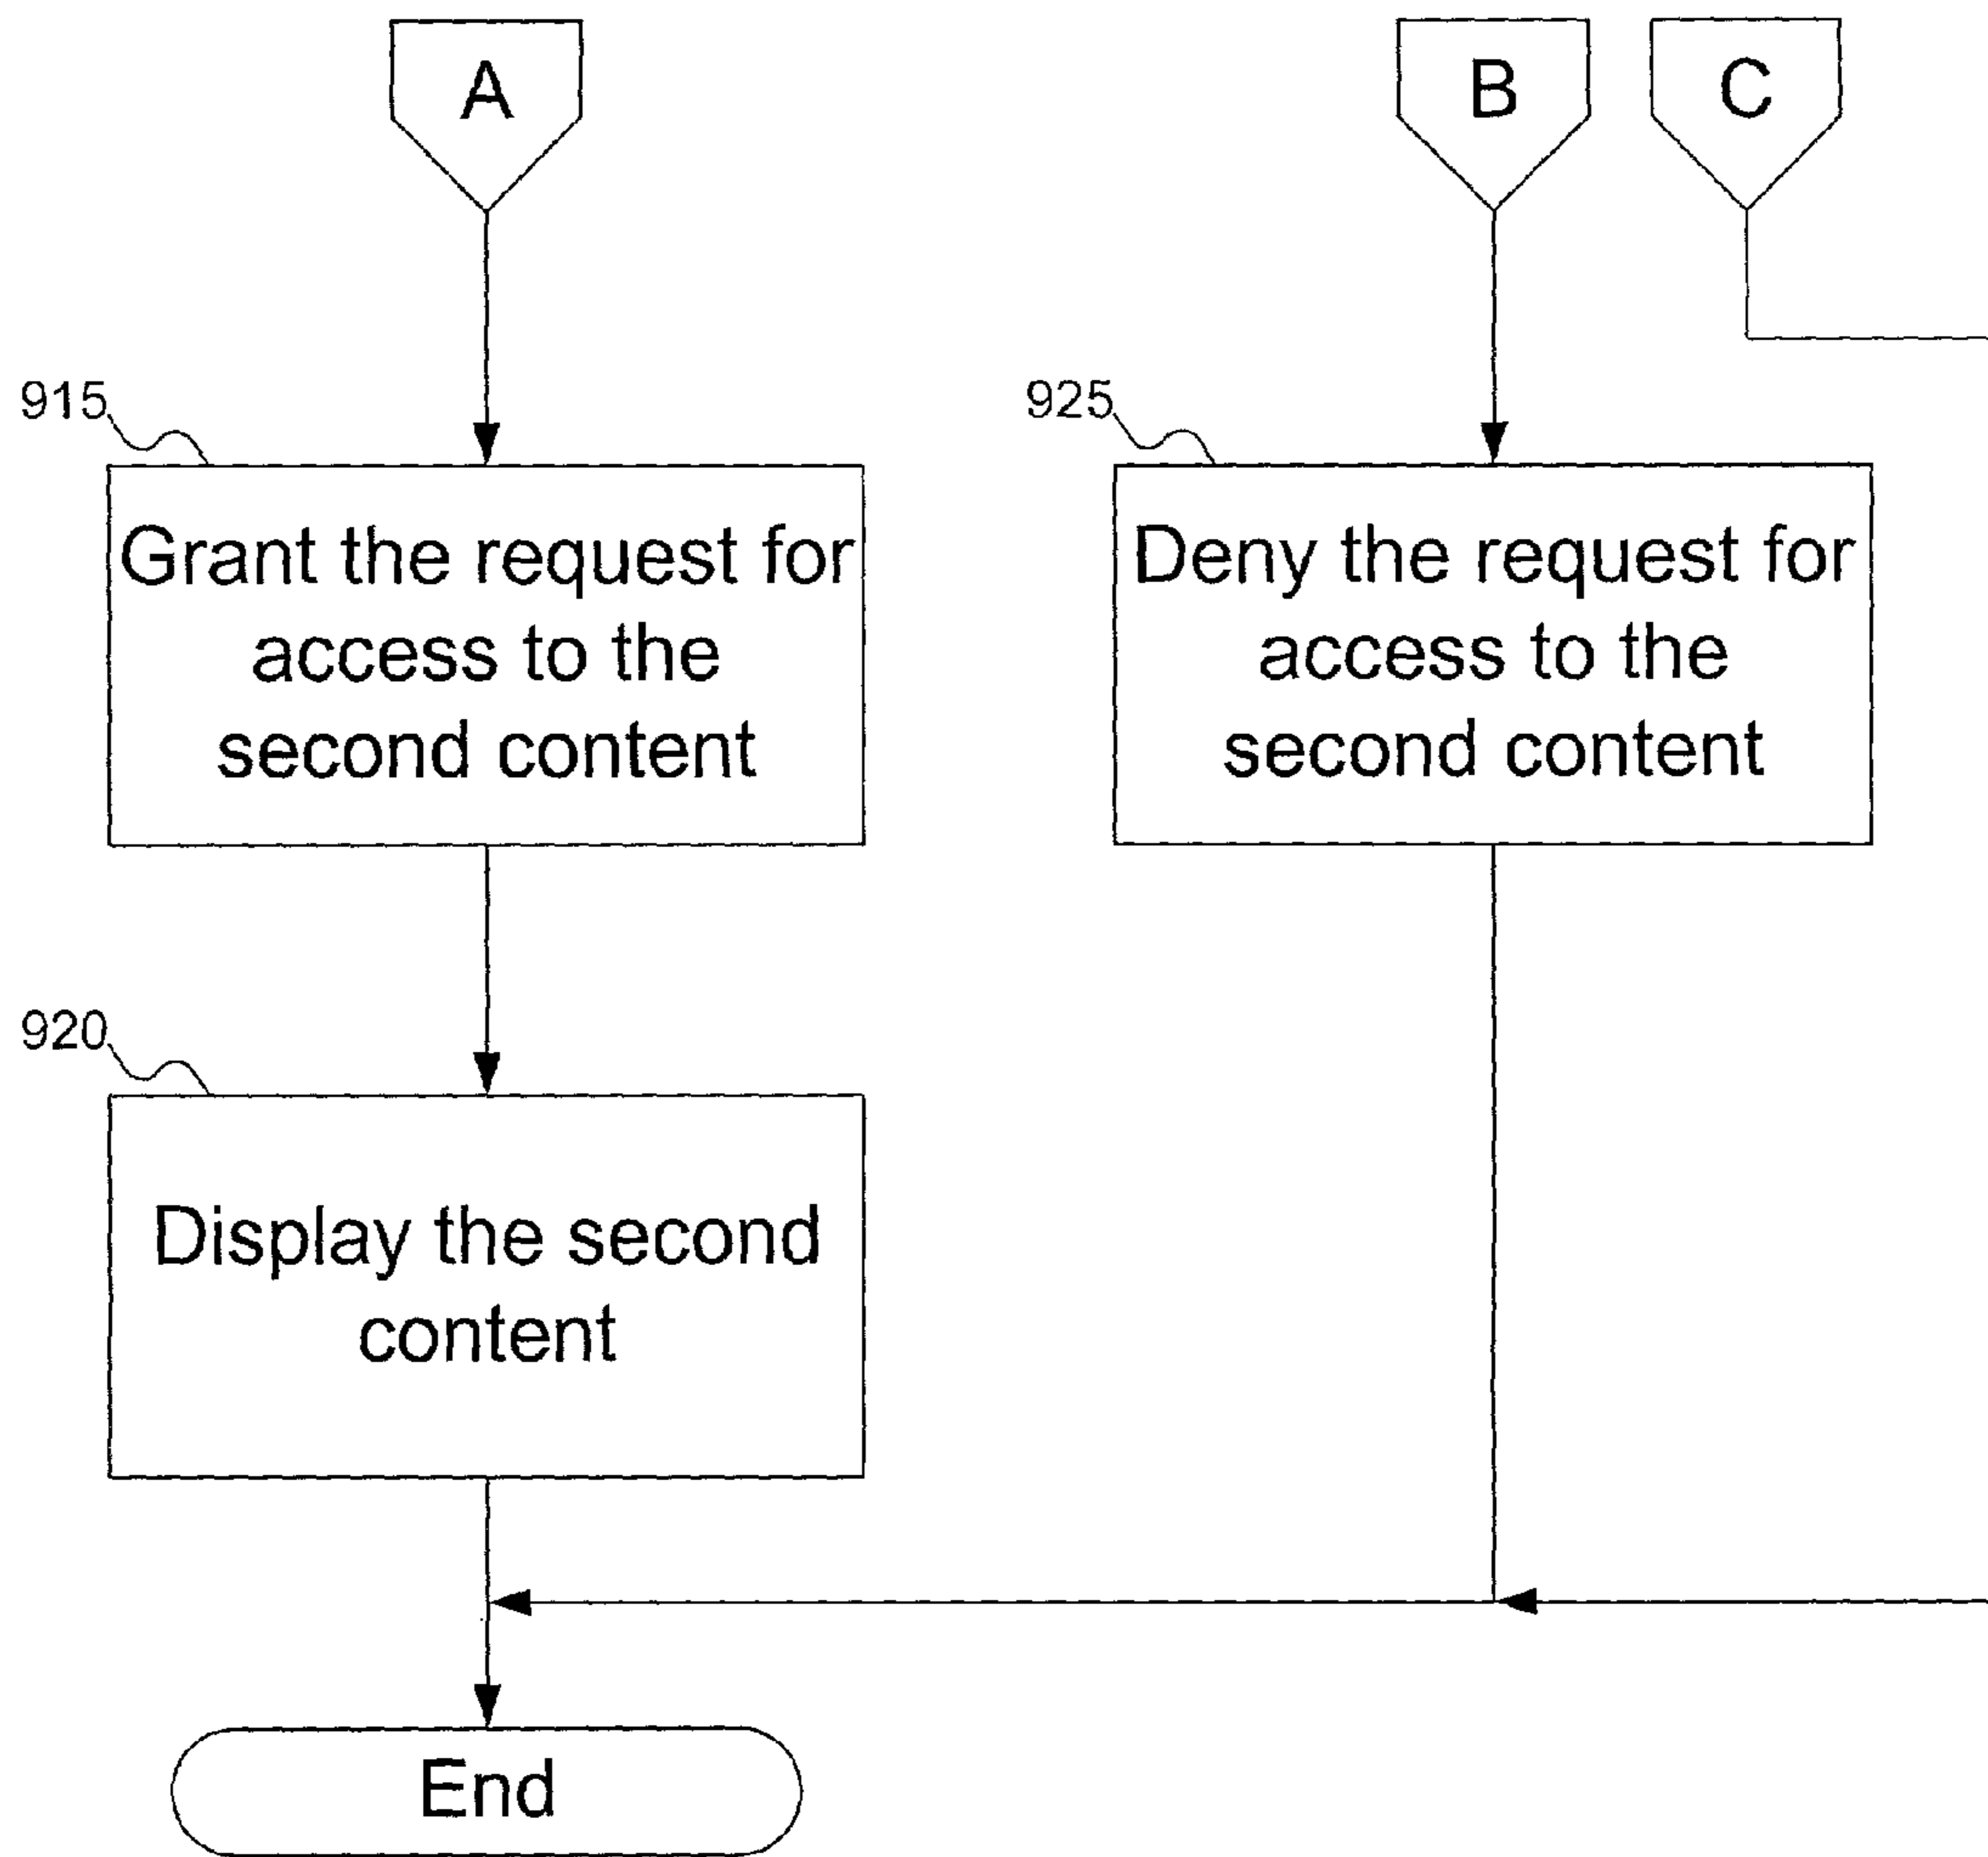 A
B
C
915
925
Grant the request for
access to the
second content
Deny the request for
access to the
second content
920
Display the second
content
End